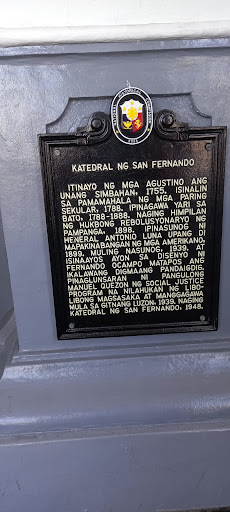 KATEDRAL NG SAN FERNANDO
ITINAYO NG MGA AGUSTINO ANG
UNANG SIMBAHAN, 1755. ISINALIN
SA PAMAMAHALA NG MGA PARING
SEKULAR, 1788. IPINAGAWA YARI SA
BATO, 1788-1888. NAGING HIMPILAN
NG HUKBONG REBOLUSYONARYO NG
PAMPANGA, 1898. IPINASUNOG NI
HENERAL ANTONIO LUNA UPANG DI
MAPAKINABANGAN NG MGA AMERIKANO,
1899. MULING NASUNOG, 1939, AT
ISINAAYOS AYON SA DISENYO NI
FERNANDO OCAMPO MATAPOS ANG
IKALAWANG DIGMAANG PANDAIGDIG.
PINAGLUNSARAN NI PANGULONG
MANUEL QUEZON NG SOCIAL JUSTICE
PROGRAM NA NILAHUKAN NG LIBO-
LIBONG MAGSASAKA AT MANGGAGAWA
MULA SA GITNANG LUZON, 1939. NAGING
KATEDRAL NG SAN FERNANDO, 1948.